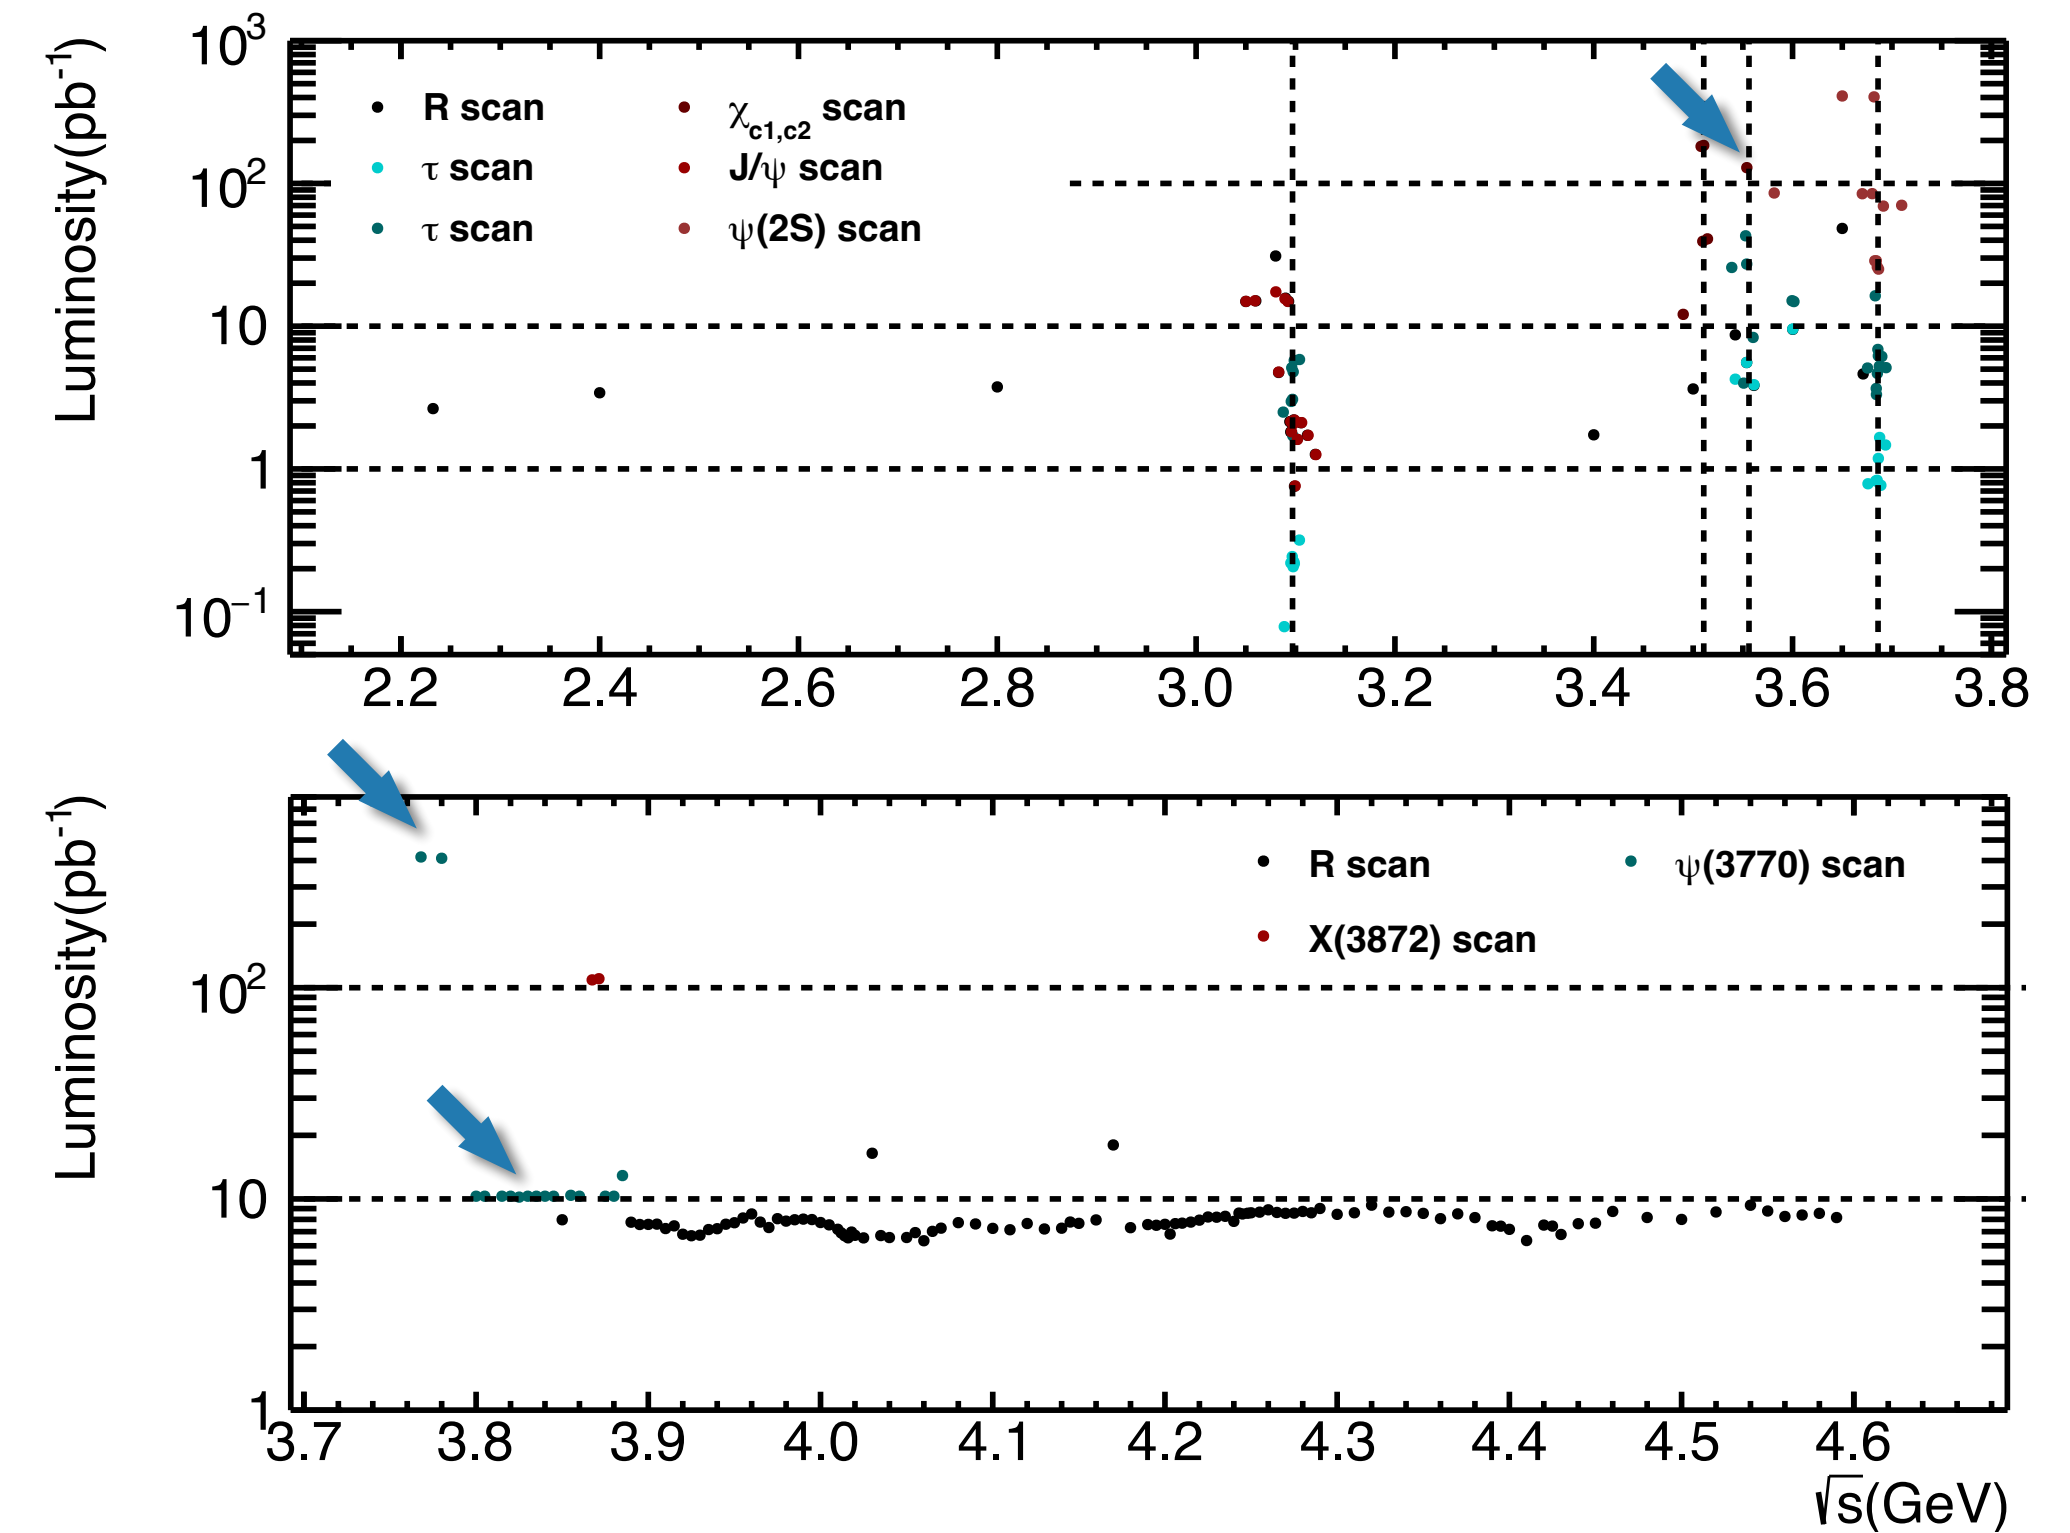 Luminosity(pb⁻¹)
10³
10²
10
1
10⁻¹
R scan
χc1,c2 scan
τ scan
J/ψ scan
τ scan
ψ(2S) scan
2.2 2.4 2.6 2.8 3.0 3.2 3.4 3.6 3.8
Luminosity(pb⁻¹)
10²
10
1
R scan
ψ(3770) scan
X(3872) scan
3.7 3.8 3.9 4.0 4.1 4.2 4.3 4.4 4.5 4.6
√s(GeV)